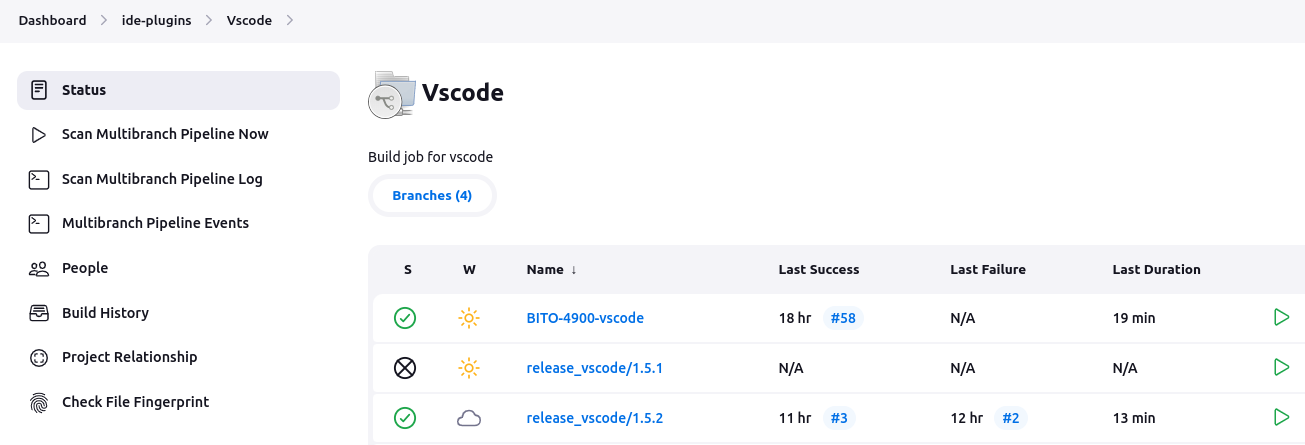 Dashboard > ide-plugins > Vscode >
Status
Scan Multibranch Pipeline Now
Scan Multibranch Pipeline Log
Multibranch Pipeline Events
People
Build History
Project Relationship
Check File Fingerprint
Vscode
Build job for vscode
Branches (4)
S W Name ↓ Last Success Last Failure Last Duration
BITO-4900-vscode 18 hr #58 N/A 19 min
release_vscode/1.5.1 N/A N/A N/A
release_vscode/1.5.2 11 hr #3 12 hr #2 13 min